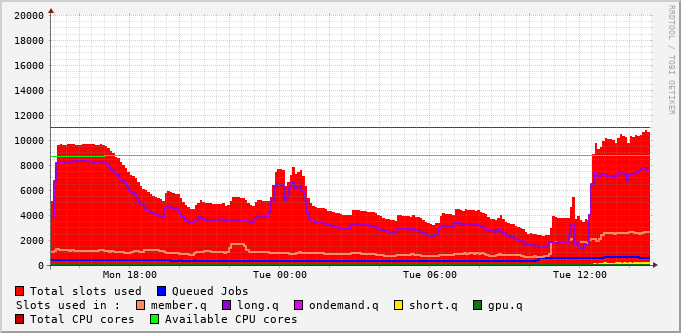 RRDTOOL / TOBI OETIKER
20000
18000
16000
14000
12000
10000
8000
6000
4000
2000
0
Mon 18:00 Tue 00:00 Tue 06:00 Tue 12:00
Total slots used Queued Jobs
Slots used in : member.q long.q ondemand.q short.q gpu.q
Total CPU cores Available CPU cores